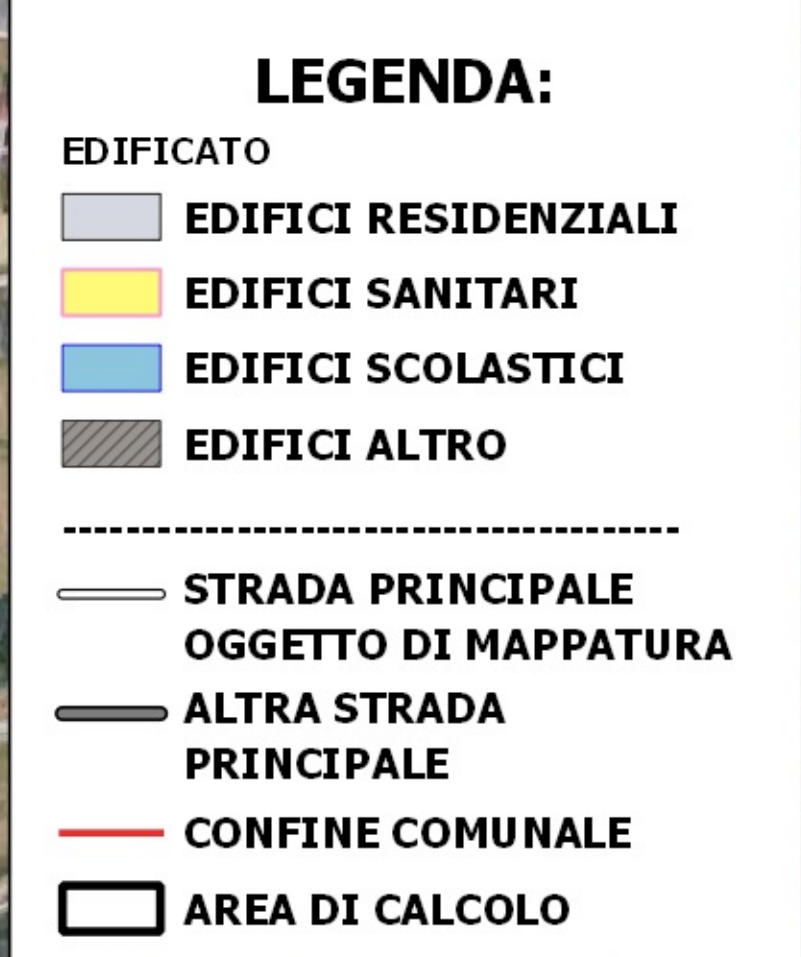 LEGENDA:
EDIFICATO
EDIFICI RESIDENZIALI
EDIFICI SANITARI
EDIFICI SCOLASTICI
EDIFICI ALTRO
---------------------------------------
STRADA PRINCIPALE
OGGETTO DI MAPPATURA
ALTRA STRADA
PRINCIPALE
CONFINE COMUNALE
AREA DI CALCOLO